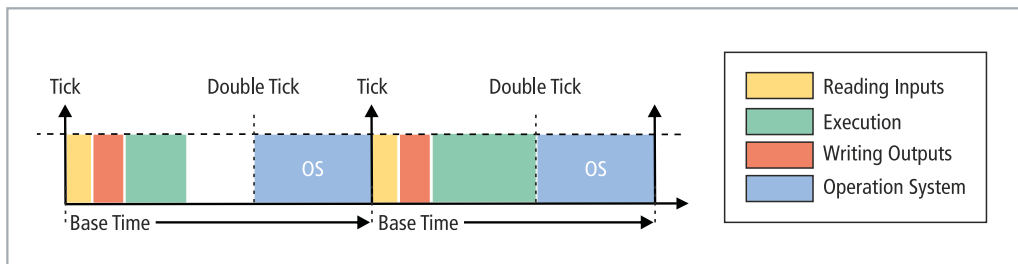 Tick
Double Tick
Tick
Double Tick
OS
OS
Base Time
Base Time
Reading Inputs
Execution
Writing Outputs
Operation System